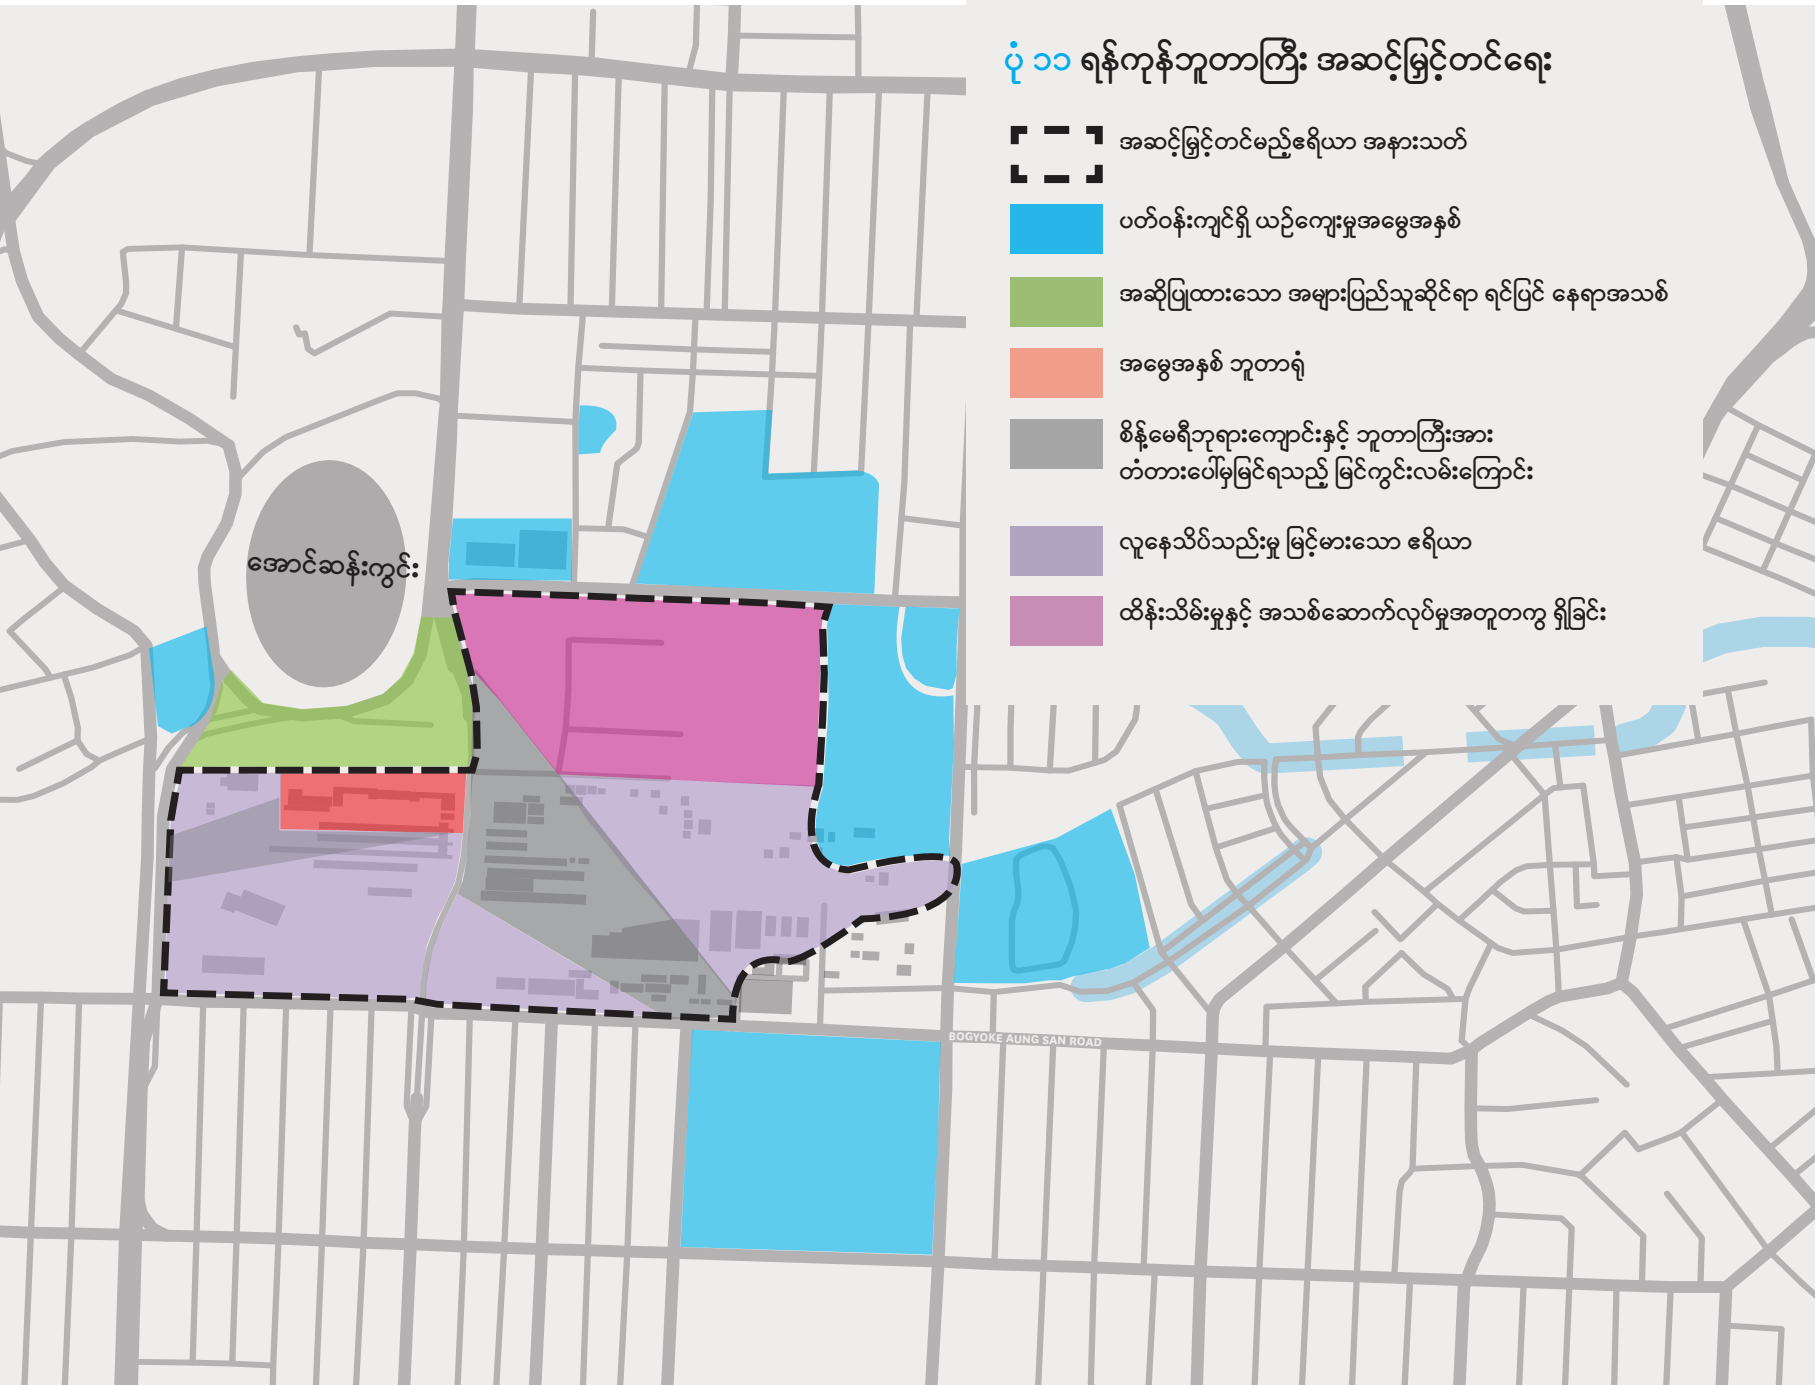 ပုံ ၁၁ ရန်ကုန်ဘူတာကြီး အဆင့်မြှင့်တင်ရေး
အဆင့်မြှင့်တင်မည့်ဧရိယာ အနားသတ်
ပတ်ဝန်းကျင်ရှိ ယဉ်ကျေးမှုအမွေအနှစ်
အဆိုပြုထားသော အများပြည်သူဆိုင်ရာ ရင်ပြင် နေရာအသစ်
အမွေအနှစ် ဘူတာရုံ
စိန့်မေရီဘုရားကျောင်းနှင့် ဘူတာကြီးအား
တံတားပေါ်မှမြင်ရသည့် မြင်ကွင်းလမ်းကြောင်း
လူနေသိပ်သည်းမှု မြင့်မားသော ဧရိယာ
ထိန်းသိမ်းမှုနှင့် အသစ်ဆောက်လုပ်မှုအတူတကွ ရှိခြင်း
အောင်ဆန်းကွင်း
BOGYOKE AUNG SAN ROAD